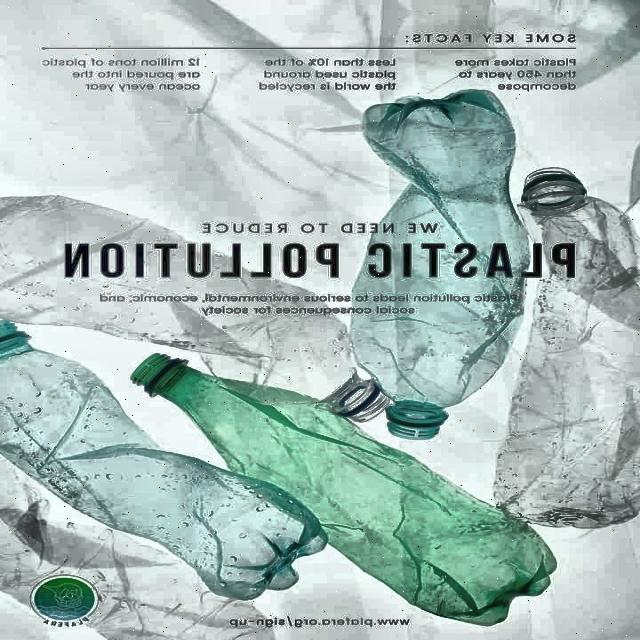 SOME KEY FACTS:
Plastic takes more
than 450 years to
decompose
Less than 10% of the
plastic used around
the world is recycled
12 million tons of plastic
are poured into the
ocean every year
WE NEED TO REDUCE
PLASTIC POLLUTION
Plastic pollution leads to serious environmental, economic, and
social consequences for society
www.plafera.org/sign-up
PLAFERA